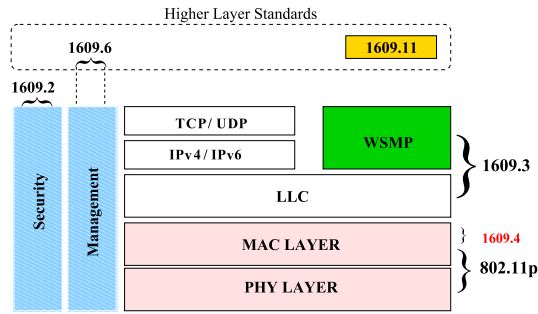 Higher Layer Standards
1609.6
1609.11
1609.2
TCP/ UDP
WSMP
IPv4 / IPv6
1609.3
LLC
Security
Management
MAC LAYER
1609.4
802.11p
PHY LAYER